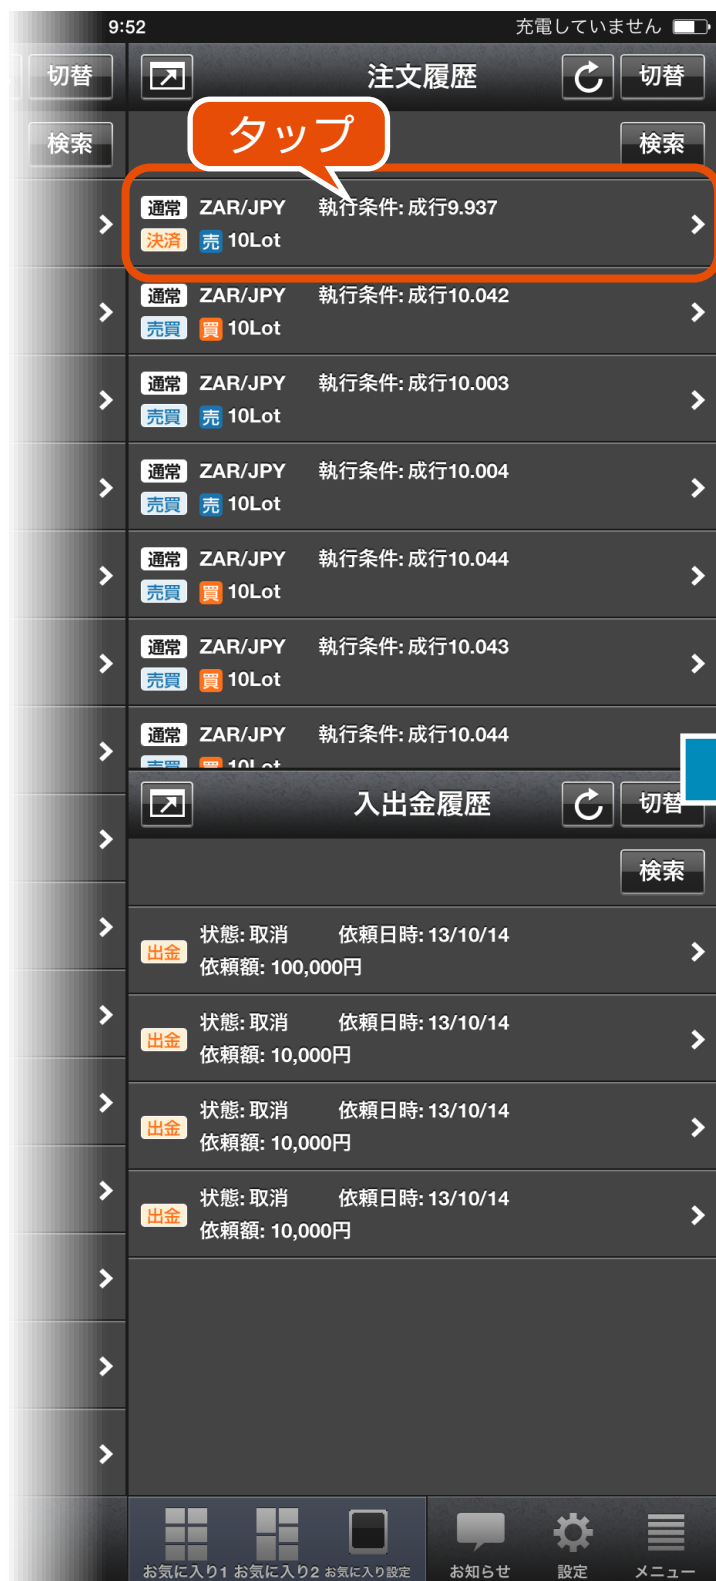 9:52 充電していません
切替 注文履歴 切替
検索 タップ 検索
通常 ZAR/JPY 執行条件: 成行9.937
決済 売 10Lot
通常 ZAR/JPY 執行条件: 成行10.042
売買 買 10Lot
通常 ZAR/JPY 執行条件: 成行10.003
売買 売 10Lot
通常 ZAR/JPY 執行条件: 成行10.004
売買 売 10Lot
通常 ZAR/JPY 執行条件: 成行10.044
売買 買 10Lot
通常 ZAR/JPY 執行条件: 成行10.043
売買 買 10Lot
通常 ZAR/JPY 執行条件: 成行10.044
売買 買 10Lot
入出金履歴 切替
検索
状態: 取消 依頼日時: 13/10/14
出金
依頼額: 100,000円
状態: 取消 依頼日時: 13/10/14
出金
依頼額: 10,000円
状態: 取消 依頼日時: 13/10/14
出金
依頼額: 10,000円
状態: 取消 依頼日時: 13/10/14
出金
依頼額: 10,000円
お気に入り1 お気に入り2 お気に入り設定 お知らせ 設定 メニュー